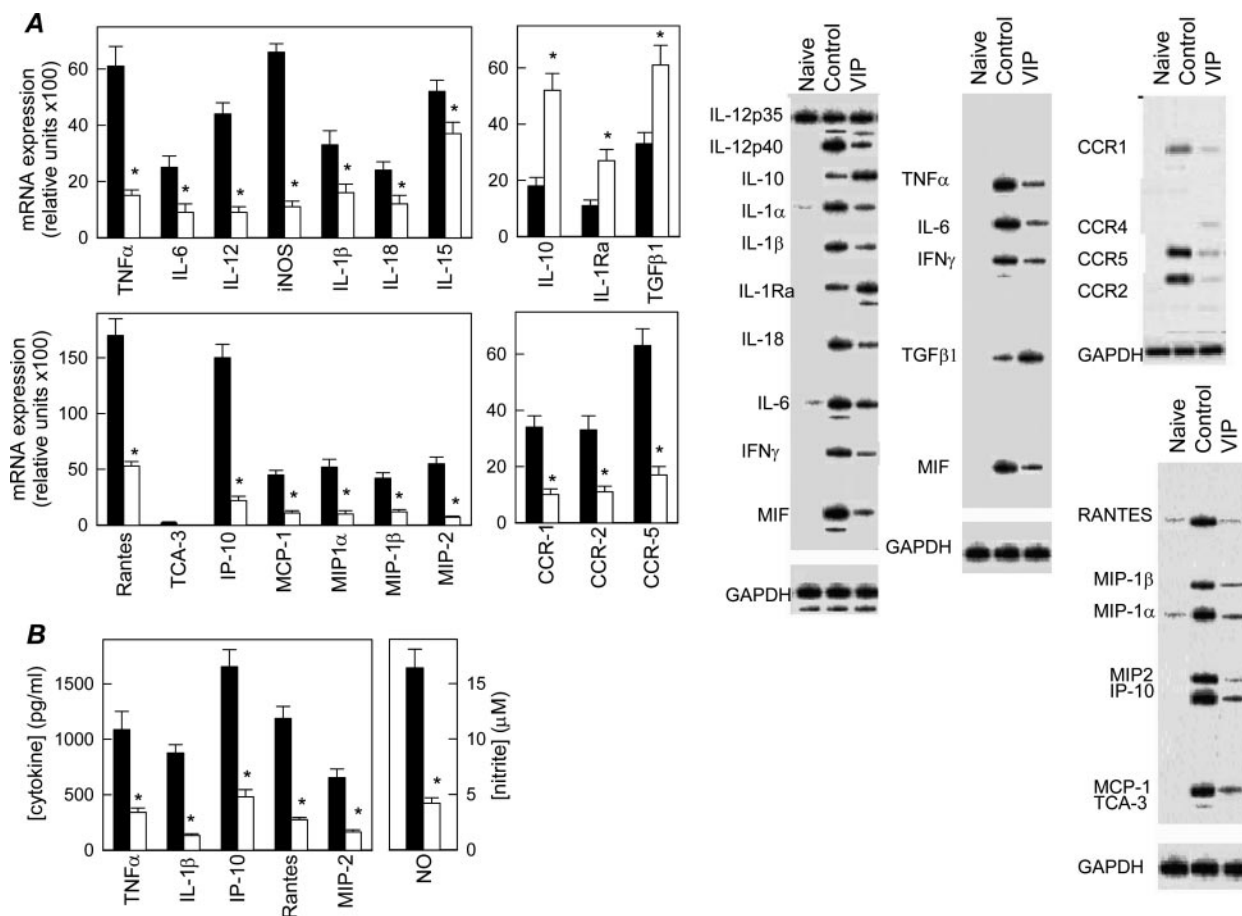 A
mRNA expression
(relative units x100)
60
40
20
0
TNFα
IL-6
IL-12
iNOS
IL-1β
IL-18
IL-15
* * * * * * *
60
40
20
0
IL-10
IL-1Ra
TGFβ1
* * *
mRNA expression
(relative units x100)
150
100
50
0
Rantes
TCA-3
IP-10
MCP-1
MIP1α
MIP-1β
MIP-2
* * * * * *
60
40
20
0
CCR-1
CCR-2
CCR-5
* * *
B
[cytokine] (pg/ml)
1500
1000
500
0
TNFα
IL-1β
IP-10
Rantes
MIP-2
* * * * *
15
10
5
0
[nitrite] (μM)
NO
*
Naive
Control
VIP
IL-12p35
IL-12p40
IL-10
IL-1α
IL-1β
IL-1Ra
IL-18
IL-6
IFNγ
MIF
GAPDH
Naive
Control
VIP
TNFα
IL-6
IFNγ
TGFβ1
MIF
GAPDH
Naive
Control
VIP
CCR1
CCR4
CCR5
CCR2
GAPDH
Naive
Control
VIP
RANTES
MIP-1β
MIP-1α
MIP2
IP-10
MCP-1
TCA-3
GAPDH